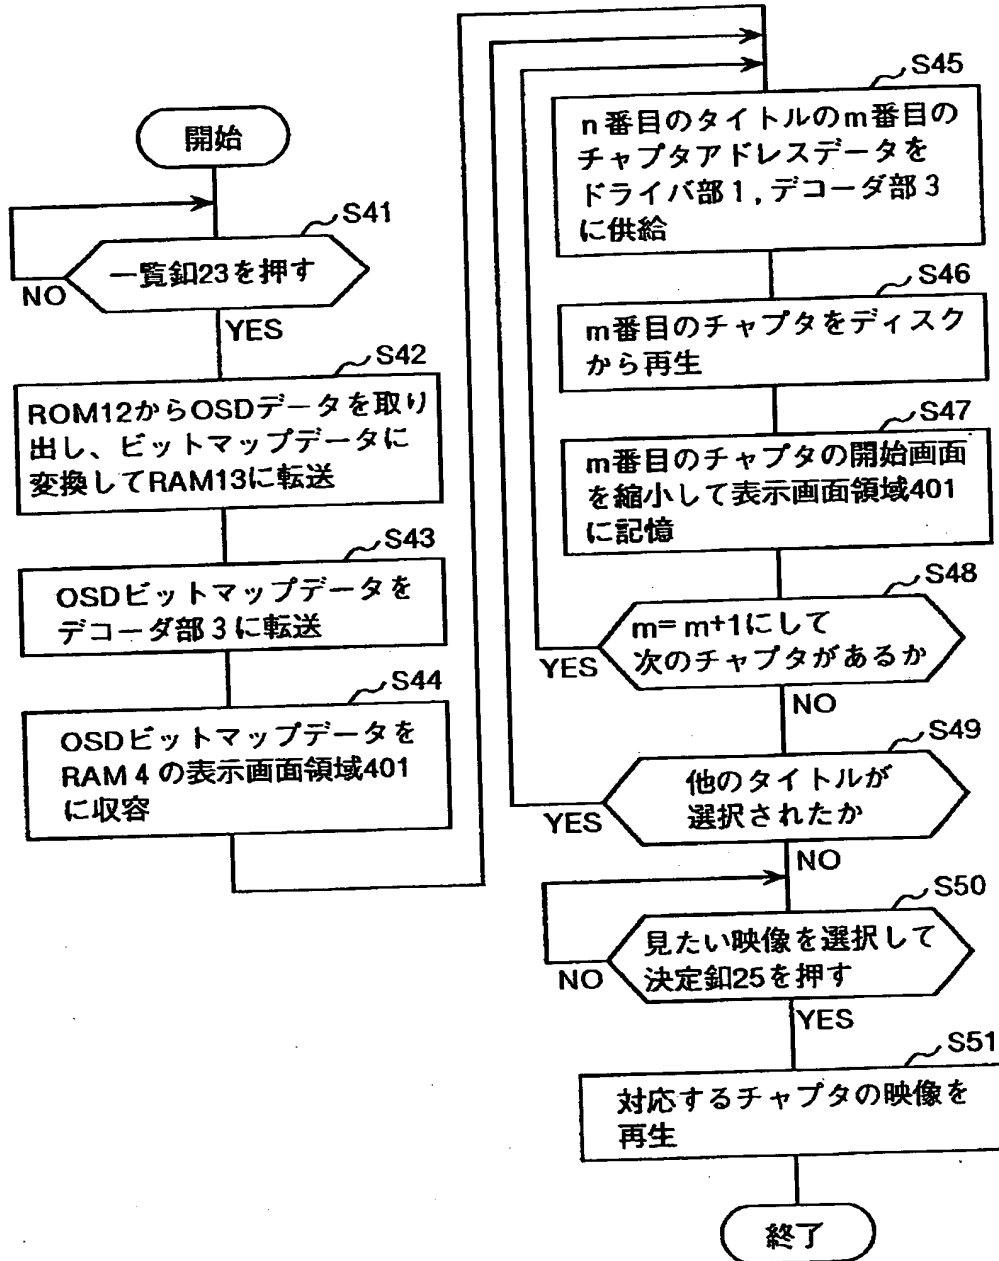 開始
S41
一覧釦23を押す
NO
YES
S42
ROM12からOSDデータを取り
出し、ビットマップデータに
変換してRAM13に転送
S43
OSDビットマップデータを
デコーダ部3に転送
S44
OSDビットマップデータを
RAM4の表示画面領域401
に収容
S45
n番目のタイトルのm番目の
チャプタアドレスデータを
ドライバ部1,デコーダ部3
に供給
S46
m番目のチャプタをディスク
から再生
S47
m番目のチャプタの開始画面
を縮小して表示画面領域401
に記憶
S48
m=m+1にして
次のチャプタがあるか
YES
NO
S49
他のタイトルが
選択されたか
YES
NO
S50
見たい映像を選択して
決定釦25を押す
NO
YES
S51
対応するチャプタの映像を
再生
終了